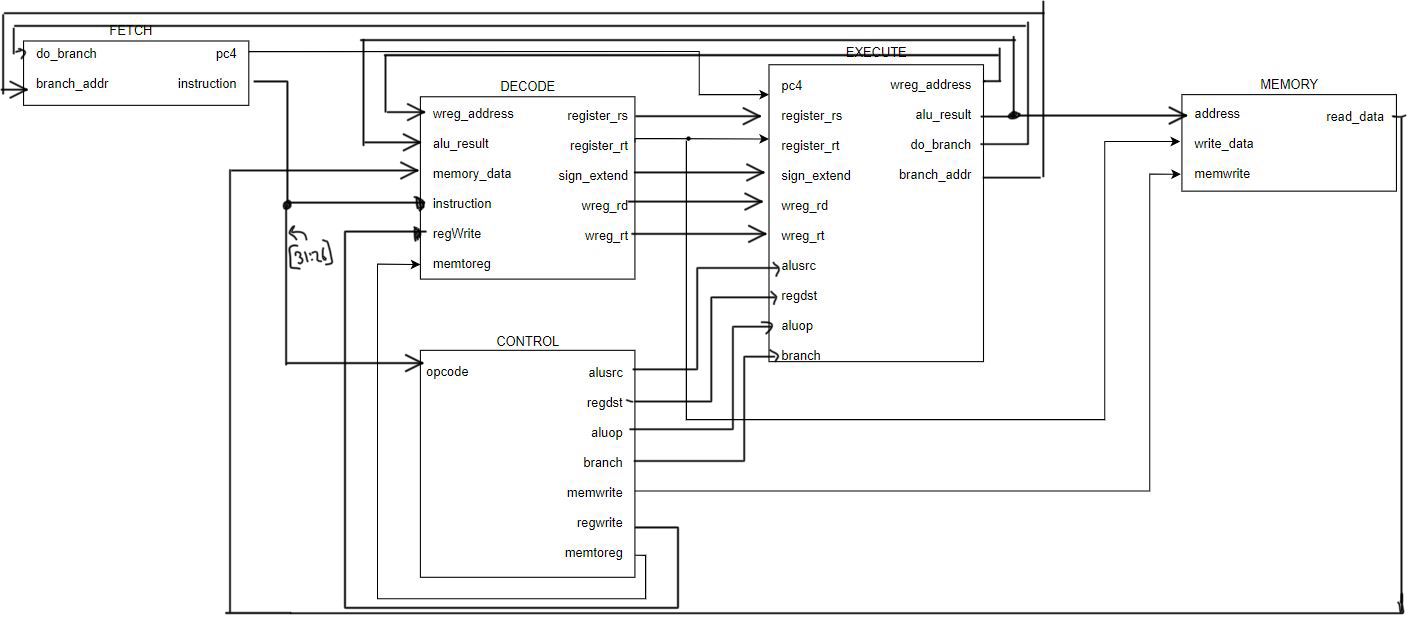 FETCH
do_branch
pc4
branch_addr
instruction
DECODE
wreg_address
register_rs
alu_result
register_rt
memory_data
sign_extend
instruction
wreg_rd
regWrite
wreg_rt
memtoreg
[31:26]
EXECUTE
pc4
wreg_address
register_rs
alu_result
register_rt
do_branch
sign_extend
branch_addr
wreg_rd
wreg_rt
alusrc
regdst
aluop
branch
MEMORY
address
read_data
write_data
memwrite
CONTROL
opcode
alusrc
regdst
aluop
branch
memwrite
regwrite
memtoreg